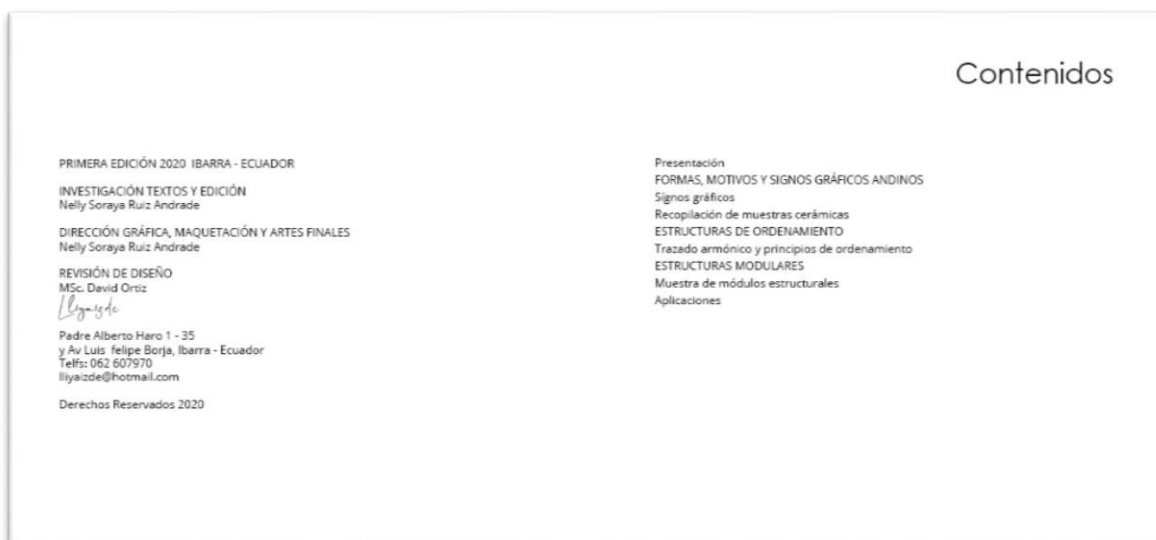 Contenidos
PRIMERA EDICIÓN 2020 IBARRA - ECUADOR
INVESTIGACIÓN TEXTOS Y EDICIÓN
Nelly Soraya Ruiz Andrade
DIRECCIÓN GRÁFICA, MAQUETACIÓN Y ARTES FINALES
Nelly Soraya Ruiz Andrade
REVISIÓN DE DISEÑO
MSc. David Ortiz
Padre Alberto Haro 1 - 35
y Av Luis felipe Borja, Ibarra - Ecuador
Telfs: 062 607970
lliyaizde@hotmail.com
Derechos Reservados 2020
Presentación
FORMAS, MOTIVOS Y SIGNOS GRÁFICOS ANDINOS
Sígnos gráficos
Recopilación de muestras cerámicas
ESTRUCTURAS DE ORDENAMIENTO
Trazado armónico y principios de ordenamiento
ESTRUCTURAS MODULARES
Muestra de módulos estructurales
Aplicaciones